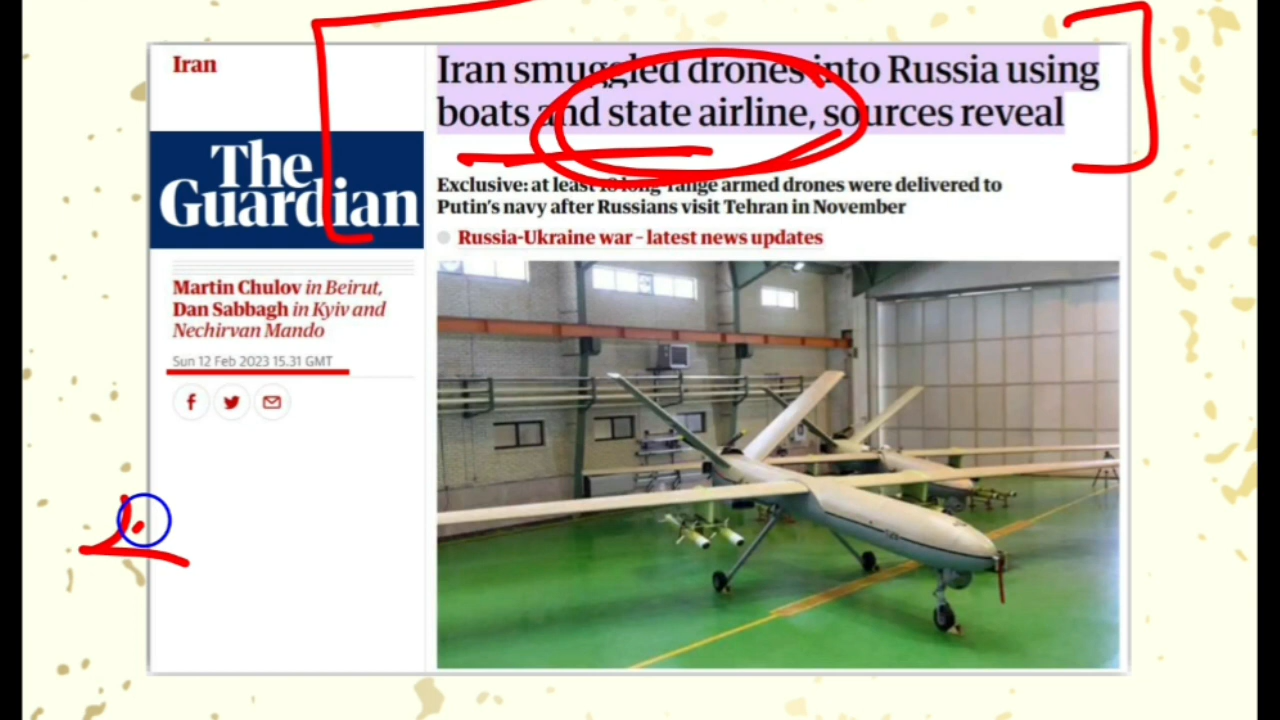 Iran
The
Guardian
Martin Chulov in Beirut,
Dan Sabbagh in Kyiv and
Nechirvan Mando
Sun 12 Feb 2023 15.31 GMT
Iran smuggled drones into Russia using
boats and state airline, sources reveal
Exclusive: at least 18 long-range armed drones were delivered to
Putin's navy after Russians visit Tehran in November
Russia-Ukraine war – latest news updates